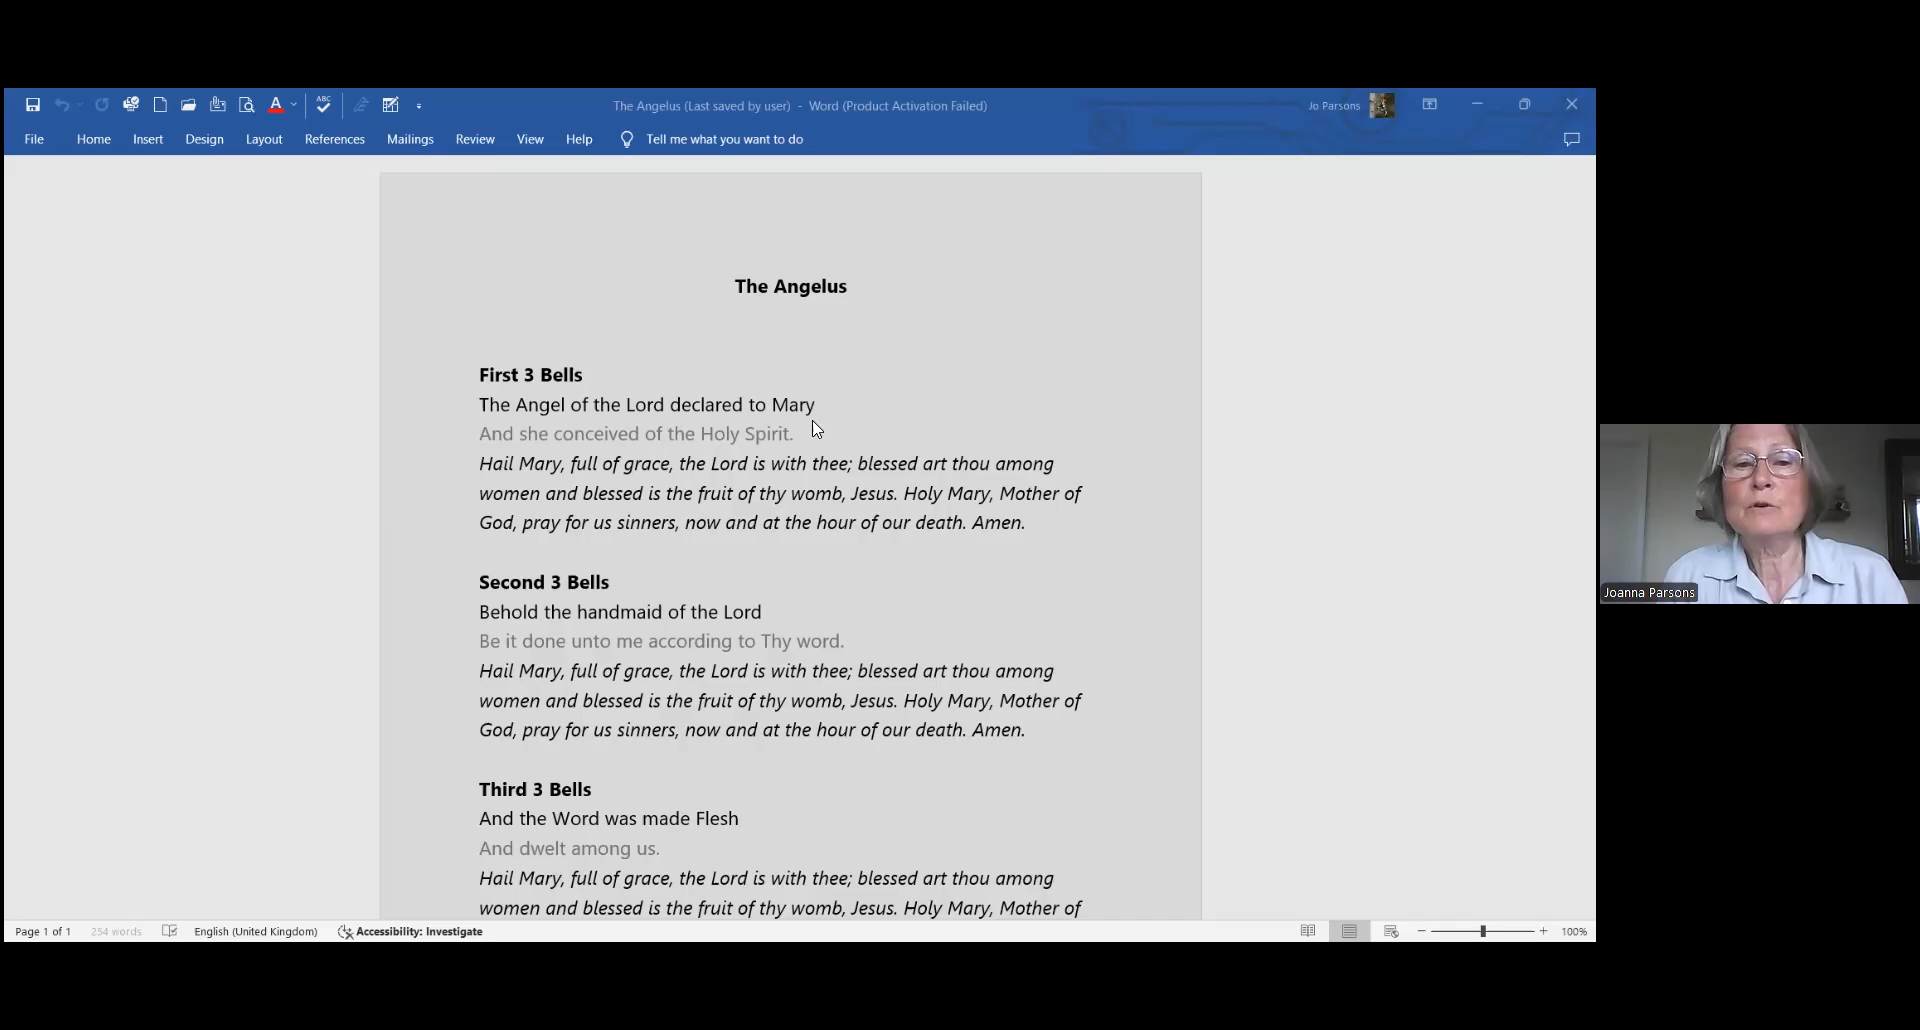 The Angelus (Last saved by user) - Word (Product Activation Failed)
Jo Parsons
File Home Insert Design Layout References Mailings Review View Help Tell me what you want to do
The Angelus
First 3 Bells
The Angel of the Lord declared to Mary
And she conceived of the Holy Spirit.
Hail Mary, full of grace, the Lord is with thee; blessed art thou among
women and blessed is the fruit of thy womb, Jesus. Holy Mary, Mother of
God, pray for us sinners, now and at the hour of our death. Amen.
Second 3 Bells
Behold the handmaid of the Lord
Be it done unto me according to Thy word.
Hail Mary, full of grace, the Lord is with thee; blessed art thou among
women and blessed is the fruit of thy womb, Jesus. Holy Mary, Mother of
God, pray for us sinners, now and at the hour of our death. Amen.
Third 3 Bells
And the Word was made Flesh
And dwelt among us.
Hail Mary, full of grace, the Lord is with thee; blessed art thou among
women and blessed is the fruit of thy womb, Jesus. Holy Mary, Mother of
Page 1 of 1 254 words English (United Kingdom) Accessibility: Investigate 100%
Joanna Parsons